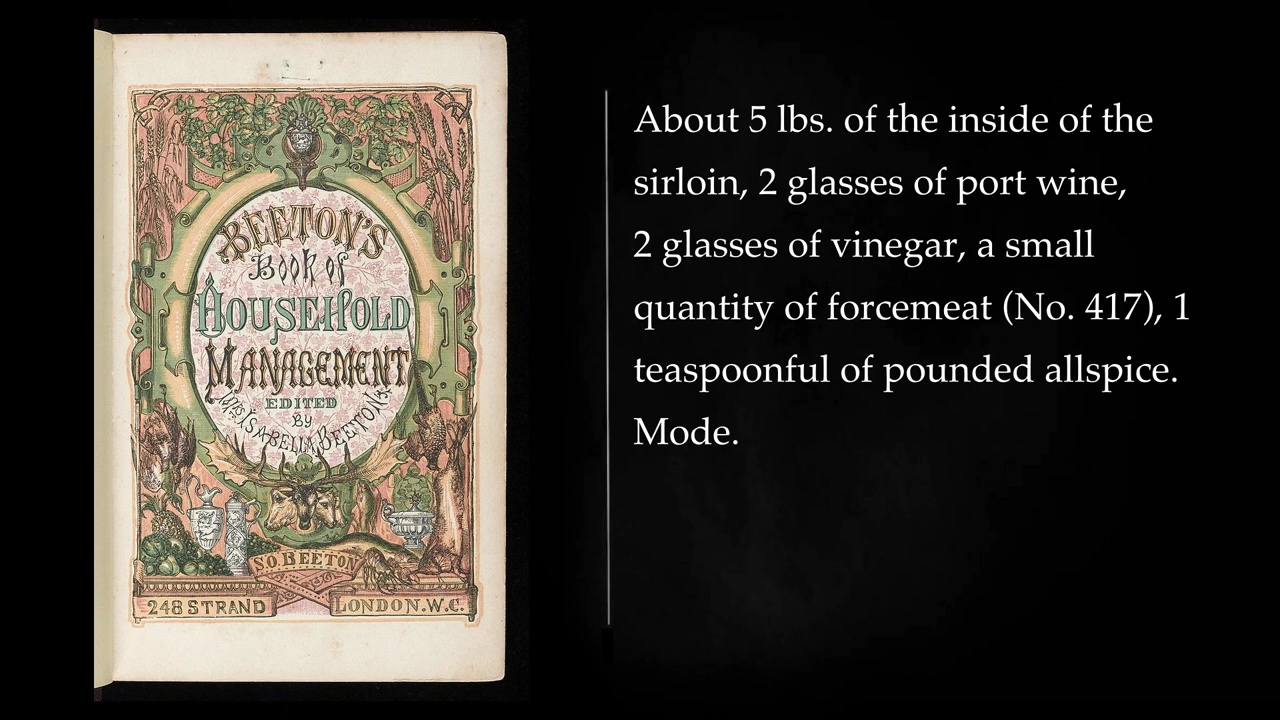 BEETON'S
Book of
HOUSEHOLD
MANAGEMENT
EDITED
BY
MRS ISABELLA BEETON
S.O. BEETON
248 STRAND
LONDON. W.C.
About 5 lbs. of the inside of the
sirloin, 2 glasses of port wine,
2 glasses of vinegar, a small
quantity of forcemeat (No. 417), 1
teaspoonful of pounded allspice.
Mode.